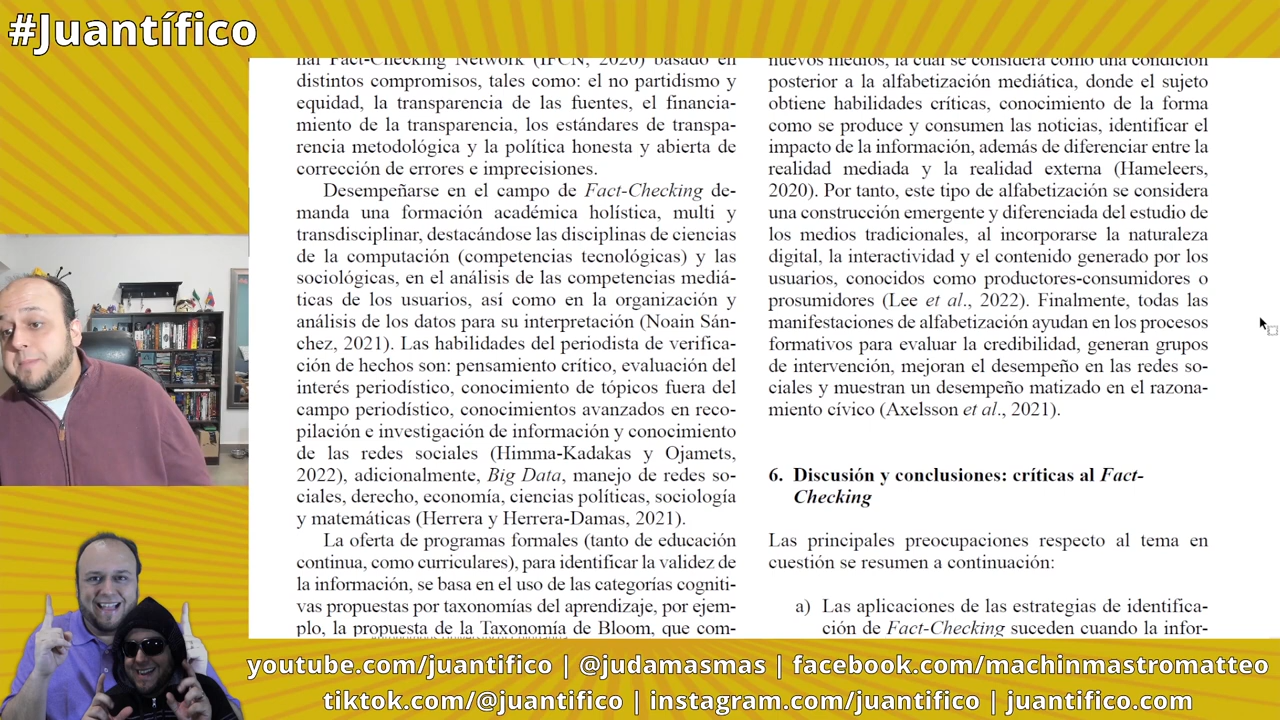 #Juantífico
nal Fact-Checking Network (IFCN, 2020) basado en
distintos compromisos, tales como: el no partidismo y
equidad, la transparencia de las fuentes, el financia-
miento de la transparencia, los estándares de transpa-
rencia metodológica y la política honesta y abierta de
corrección de errores e imprecisiones.
Desempeñarse en el campo de Fact-Checking de-
manda una formación académica holística, multi y
transdisciplinar, destacándose las disciplinas de ciencias
de la computación (competencias tecnológicas) y las
sociológicas, en el análisis de las competencias mediá-
ticas de los usuarios, así como en la organización y
análisis de los datos para su interpretación (Noain Sán-
chez, 2021). Las habilidades del periodista de verifica-
ción de hechos son: pensamiento crítico, evaluación del
interés periodístico, conocimiento de tópicos fuera del
campo periodístico, conocimientos avanzados en reco-
pilación e investigación de información y conocimiento
de las redes sociales (Himma-Kadakas y Ojamets,
2022), adicionalmente, Big Data, manejo de redes so-
ciales, derecho, economía, ciencias políticas, sociología
y matemáticas (Herrera y Herrera-Damas, 2021).
La oferta de programas formales (tanto de educación
continua, como curriculares), para identificar la validez de
la información, se basa en el uso de las categorías cogniti-
vas propuestas por taxonomías del aprendizaje, por ejem-
plo, la propuesta de la Taxonomía de Bloom, que com-
nuevos medios, la cual se considera como una condición
posterior a la alfabetización mediática, donde el sujeto
obtiene habilidades críticas, conocimiento de la forma
como se produce y consumen las noticias, identificar el
impacto de la información, además de diferenciar entre la
realidad mediada y la realidad externa (Hameleers,
2020). Por tanto, este tipo de alfabetización se considera
una construcción emergente y diferenciada del estudio de
los medios tradicionales, al incorporarse la naturaleza
digital, la interactividad y el contenido generado por los
usuarios, conocidos como productores-consumidores o
prosumidores (Lee et al., 2022). Finalmente, todas las
manifestaciones de alfabetización ayudan en los procesos
formativos para evaluar la credibilidad, generan grupos
de intervención, mejoran el desempeño en las redes so-
ciales y muestran un desempeño matizado en el razona-
miento cívico (Axelsson et al., 2021).
6. Discusión y conclusiones: críticas al Fact-
Checking
Las principales preocupaciones respecto al tema en
cuestión se resumen a continuación:
a) Las aplicaciones de las estrategias de identifica-
ción de Fact-Checking suceden cuando la infor-
youtube.com/juantifico | @judamasmas | facebook.com/machinmastromatteo
tiktok.com/@juantifico | instagram.com/juantifico | juantifico.com